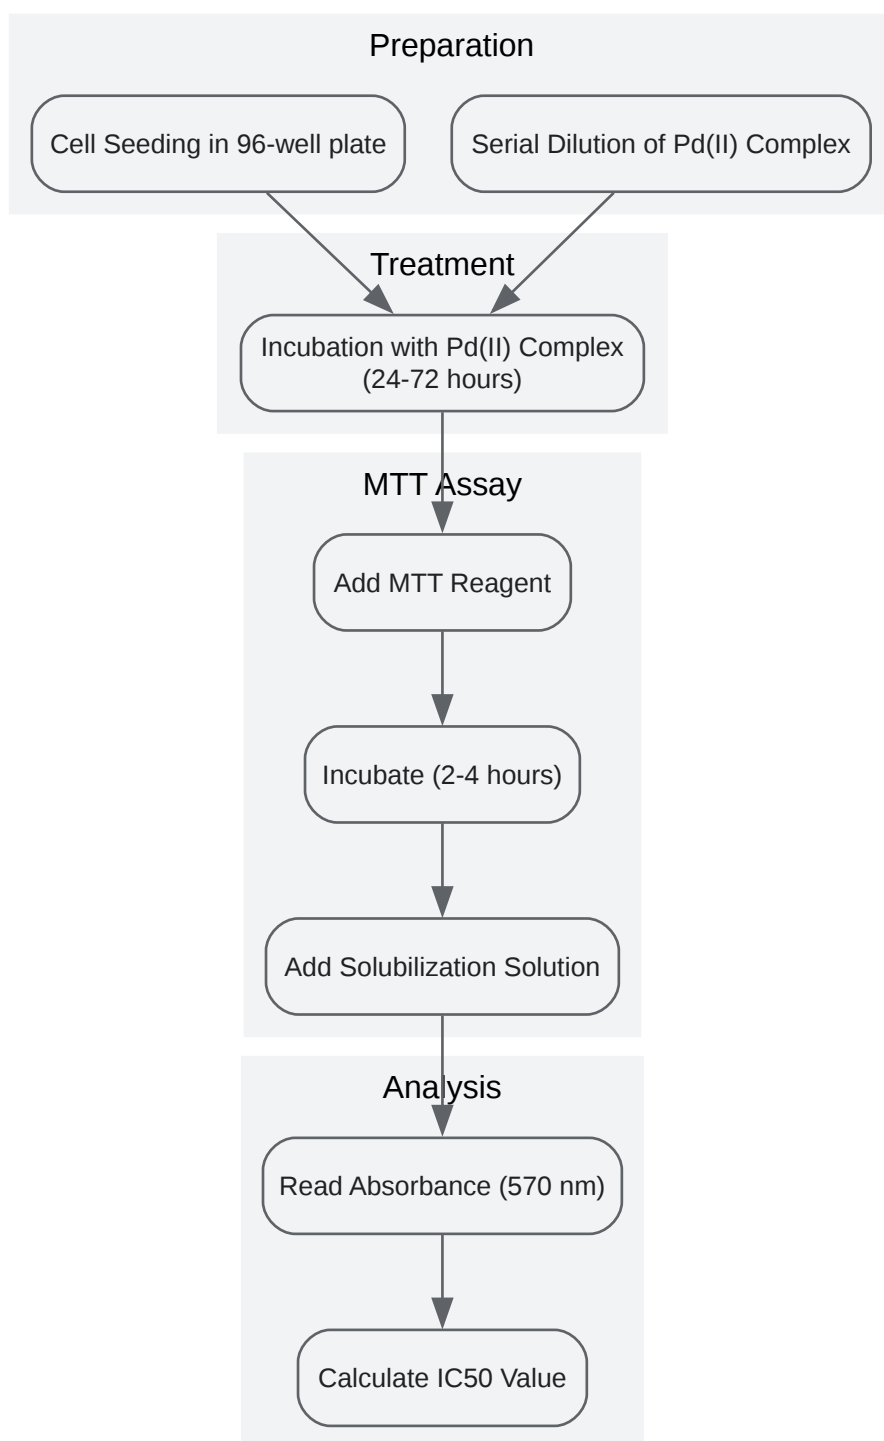 Preparation
Cell Seeding in 96-well plate
Serial Dilution of Pd(II) Complex
Treatment
Incubation with Pd(II) Complex
(24-72 hours)
MTT Assay
Add MTT Reagent
Incubate (2-4 hours)
Add Solubilization Solution
Analysis
Read Absorbance (570 nm)
Calculate IC50 Value